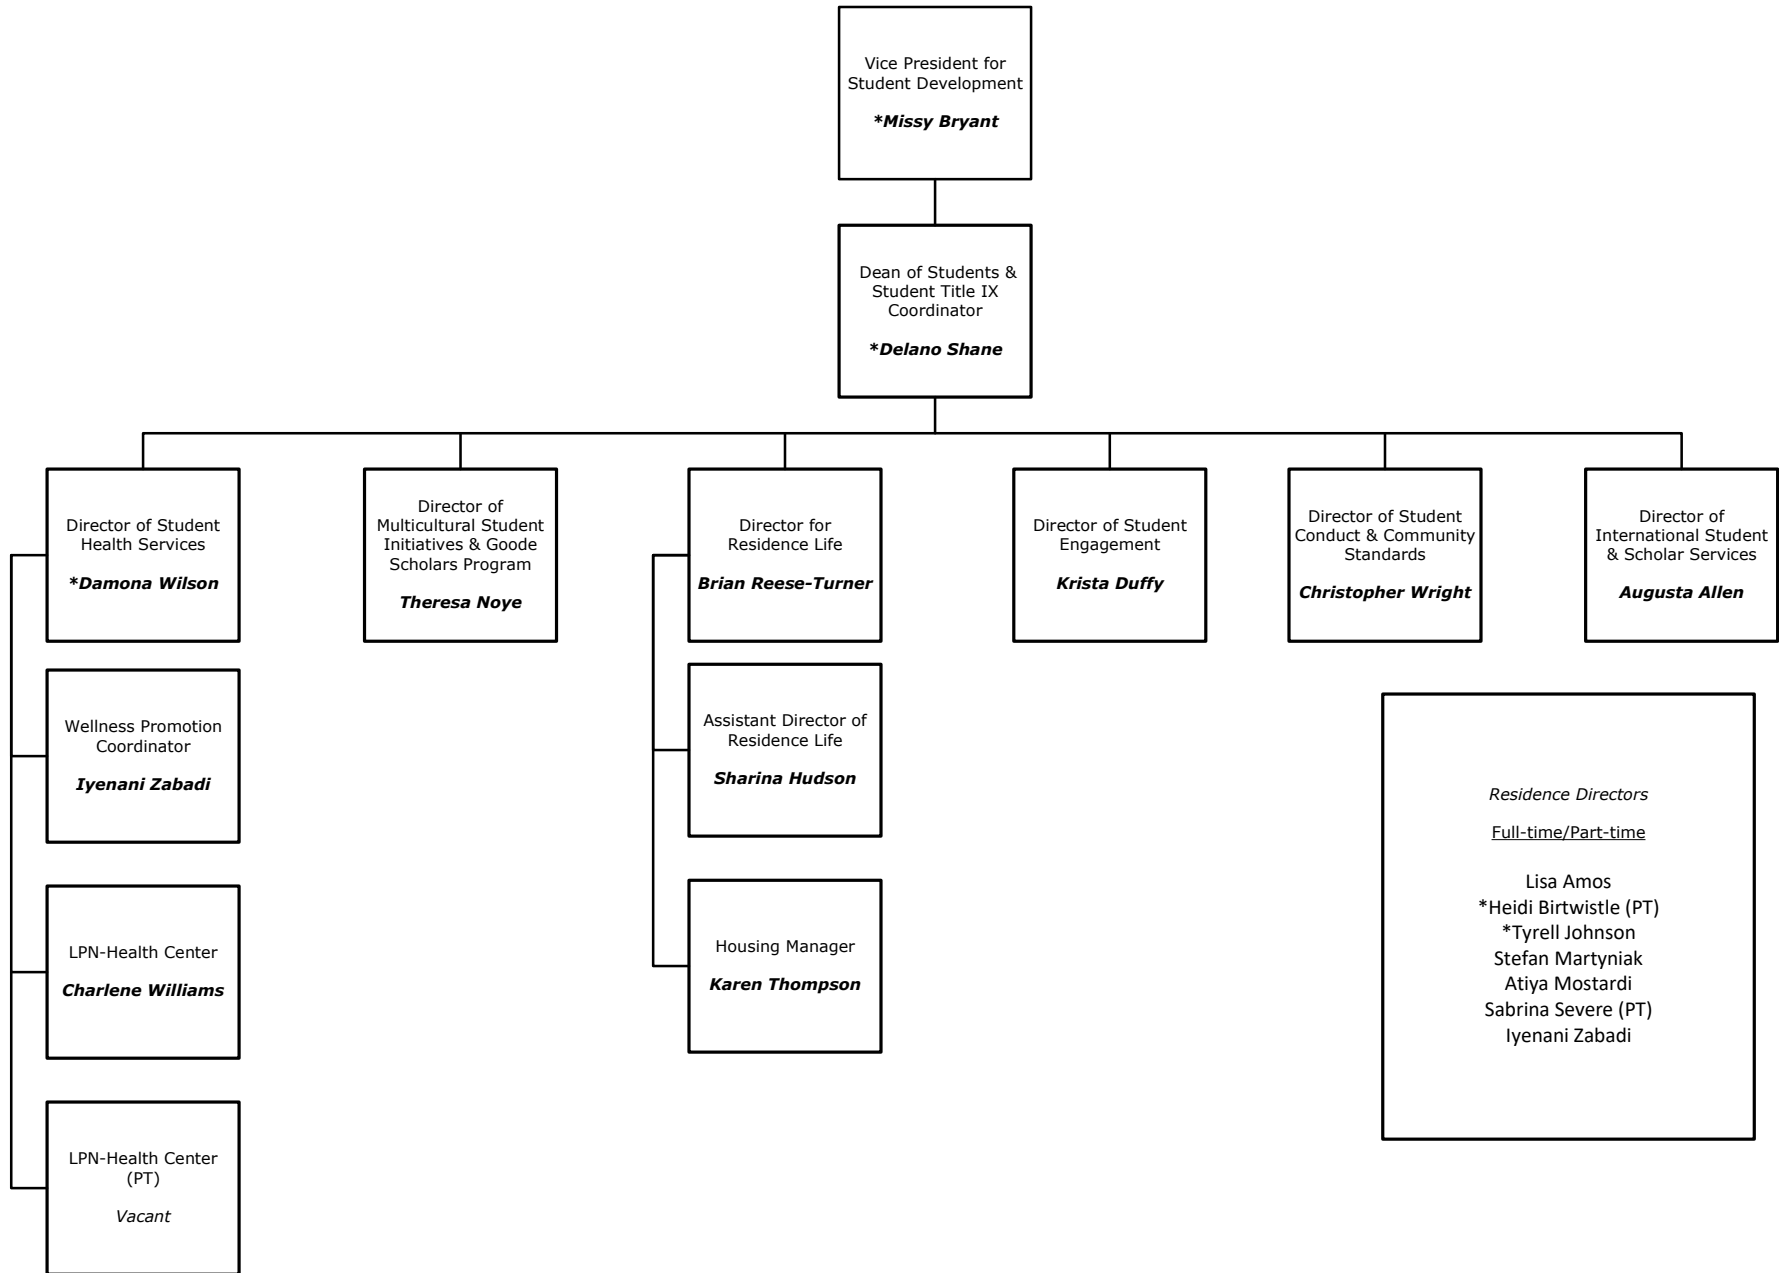 Vice President for
Student Development
*Missy Bryant
Dean of Students &
Student Title IX
Coordinator
*Delano Shane
Director of Student
Health Services
*Damona Wilson
Director of
Multicultural Student
Initiatives & Goode
Scholars Program
Theresa Noye
Director for
Residence Life
Brian Reese-Turner
Director of Student
Engagement
Krista Duffy
Director of Student
Conduct & Community
Standards
Christopher Wright
Director of
International Student
& Scholar Services
Augusta Allen
Wellness Promotion
Coordinator
Iyenani Zabadi
Assistant Director of
Residence Life
Sharina Hudson
LPN-Health Center
Charlene Williams
Housing Manager
Karen Thompson
LPN-Health Center
(PT)
Vacant
Residence Directors
Full-time/Part-time
Lisa Amos
*Heidi Birtwistle (PT)
*Tyrell Johnson
Stefan Martyniak
Atiya Mostardi
Sabrina Severe (PT)
Iyenani Zabadi